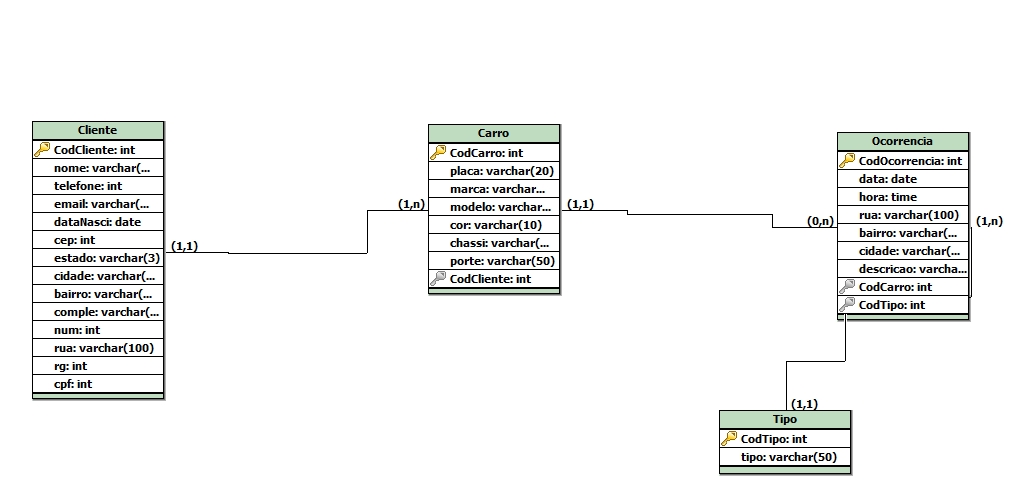 Cliente
CodCliente: int
nome: varchar(...
telefone: int
email: varchar(...
dataNasci: date
cep: int
estado: varchar(3)
cidade: varchar(...
bairro: varchar(...
comple: varchar(...
num: int
rua: varchar(100)
rg: int
cpf: int
(1,1)
(1,n)
Carro
CodCarro: int
placa: varchar(20)
marca: varchar...
modelo: varchar...
cor: varchar(10)
chassi: varchar(...
porte: varchar(50)
CodCliente: int
(1,1)
(0,n)
Ocorrencia
CodOcorrencia: int
data: date
hora: time
rua: varchar(100)
bairro: varchar(...
cidade: varchar(...
descricao: varcha...
CodCarro: int
CodTipo: int
(1,n)
(1,1)
Tipo
CodTipo: int
tipo: varchar(50)